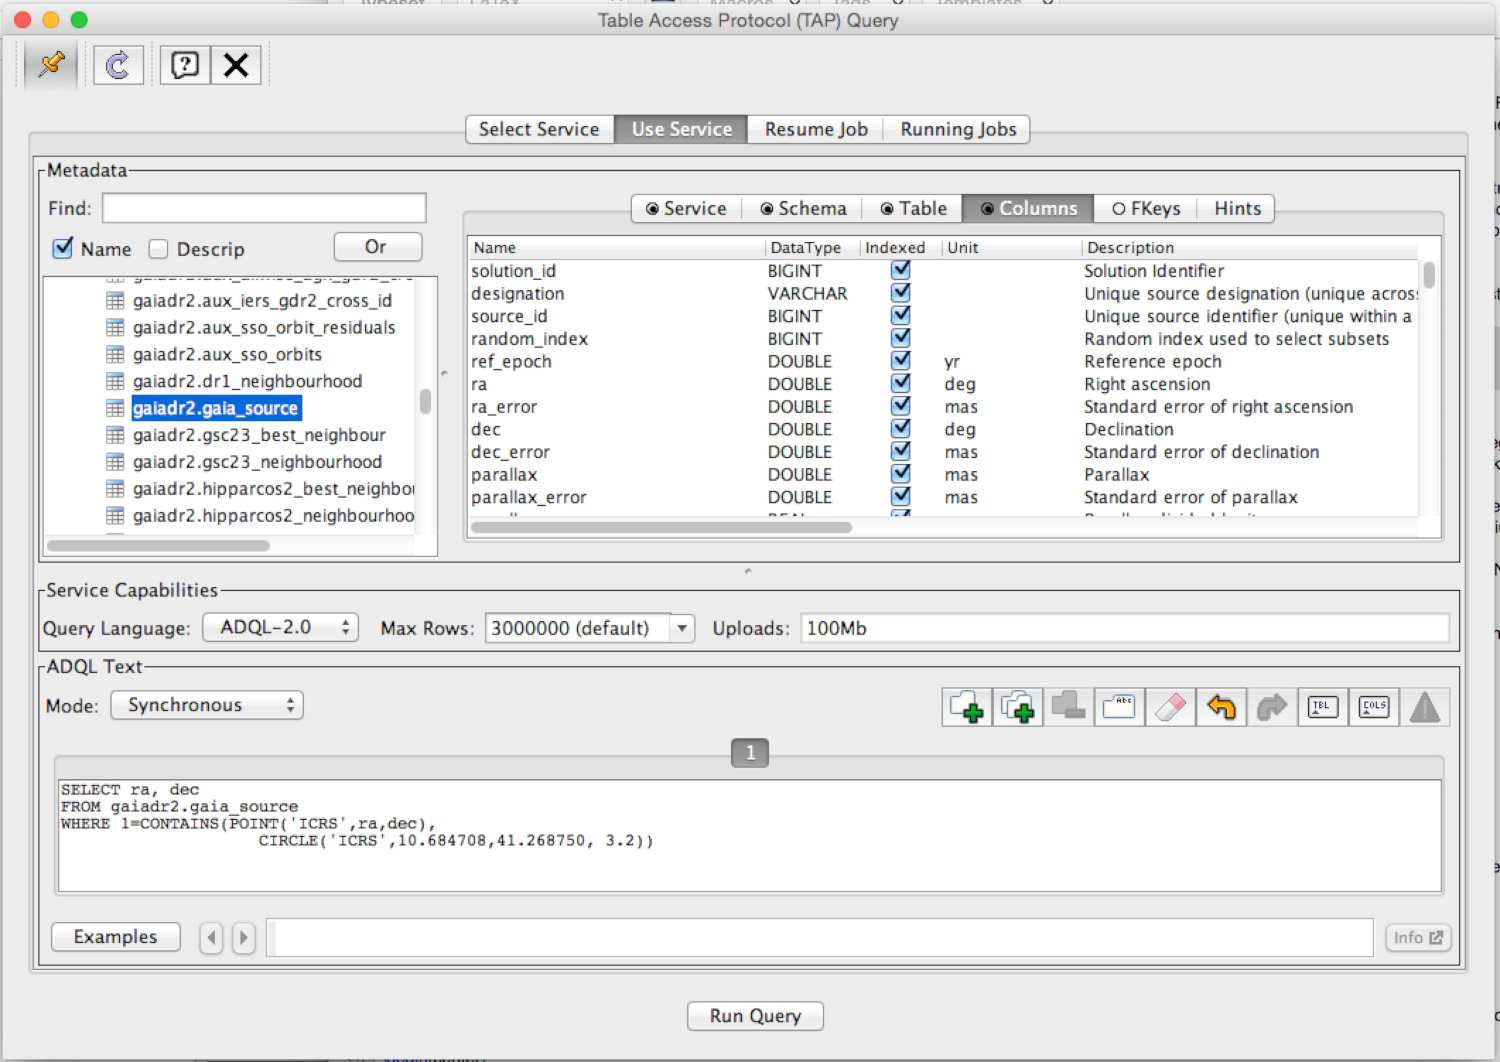 Table Access Protocol (TAP) Query
Select Service Use Service Resume Job Running Jobs
Metadata
Find:
Name Descrip Or
gaiadr2.aux_iers_gdr2_cross_id
gaiadr2.aux_sso_orbit_residuals
gaiadr2.aux_sso_orbits
gaiadr2.dr1_neighbourhood
gaiadr2.gaia_source
gaiadr2.gsc23_best_neighbour
gaiadr2.gsc23_neighbourhood
gaiadr2.hipparcos2_best_neighbou
gaiadr2.hipparcos2_neighbourhoo
Service Schema Table Columns FKeys Hints
Name DataType Indexed Unit Description
solution_id BIGINT Solution Identifier
designation VARCHAR Unique source designation (unique across
source_id BIGINT Unique source identifier (unique within a
random_index BIGINT Random index used to select subsets
ref_epoch DOUBLE yr Reference epoch
ra DOUBLE deg Right ascension
ra_error DOUBLE mas Standard error of right ascension
dec DOUBLE deg Declination
dec_error DOUBLE mas Standard error of declination
parallax DOUBLE mas Parallax
parallax_error DOUBLE mas Standard error of parallax
Service Capabilities
Query Language: ADQL-2.0 Max Rows: 3000000 (default) Uploads: 100Mb
ADQL Text
Mode: Synchronous
Abc TBL COLS
1
SELECT ra, dec
FROM gaiadr2.gaia_source
WHERE 1=CONTAINS(POINT('ICRS',ra,dec),
CIRCLE('ICRS',10.684708,41.268750, 3.2))
Examples Info
Run Query